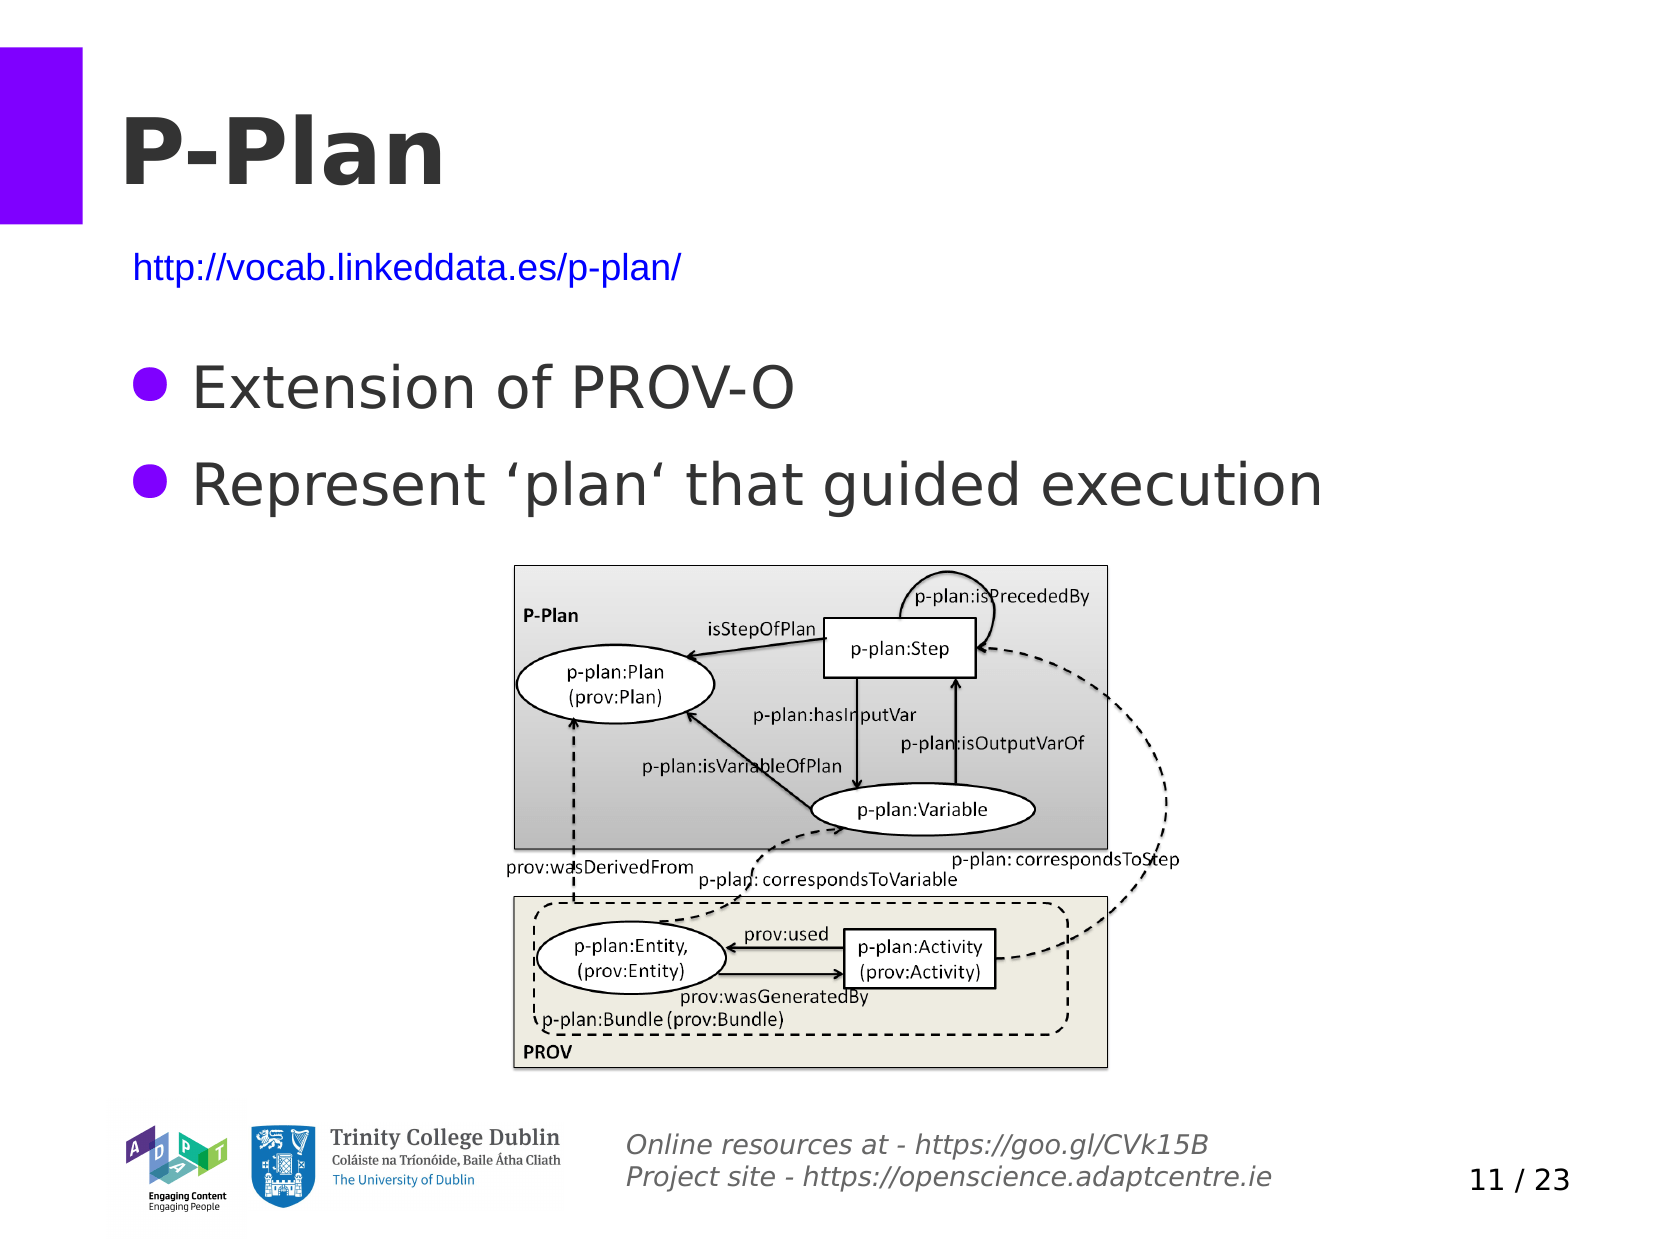 P-Plan
http://vocab.linkeddata.es/p-plan/
Extension of PROV-O
Represent ‘plan‘ that guided execution
p-plan:isPrecededBy
P-Plan
isStepOfPlan
p-plan:Step
p-plan:Plan
(prov:Plan)
p-plan:hasInputVar
p-plan:isOutputVarOf
p-plan:isVariableOfPlan
p-plan:Variable
p-plan: correspondsToStep
prov:wasDerivedFrom
p-plan: correspondsToVariable
prov:used
p-plan:Entity,
(prov:Entity)
p-plan:Activity
(prov:Activity)
prov:wasGeneratedBy
p-plan:Bundle (prov:Bundle)
PROV
ADAPT
Engaging Content
Engaging People
Trinity College Dublin
Coláiste na Tríonóide, Baile Átha Cliath
The University of Dublin
Online resources at - https://goo.gl/CVk15B
Project site - https://openscience.adaptcentre.ie
11 / 23